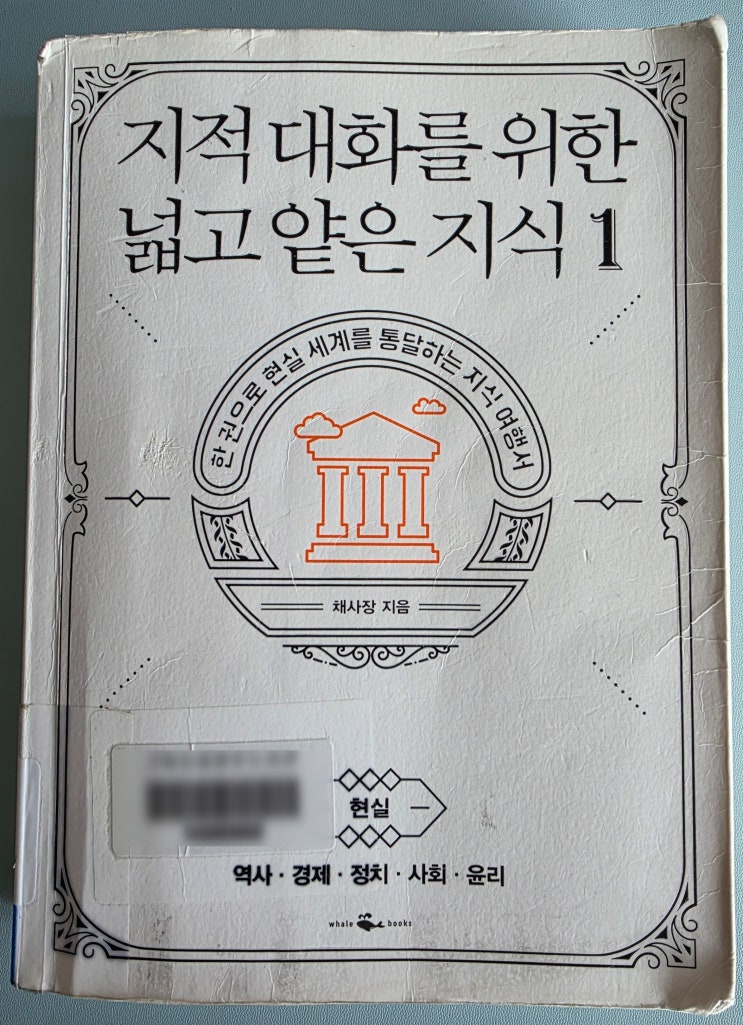 지적 대화를 위한
넓고 얕은 지식 1
한 권으로 현실 세계를 통달하는 지식 여행서
채사장 지음
현실
역사 · 경제 · 정치 · 사회 · 윤리
whale books